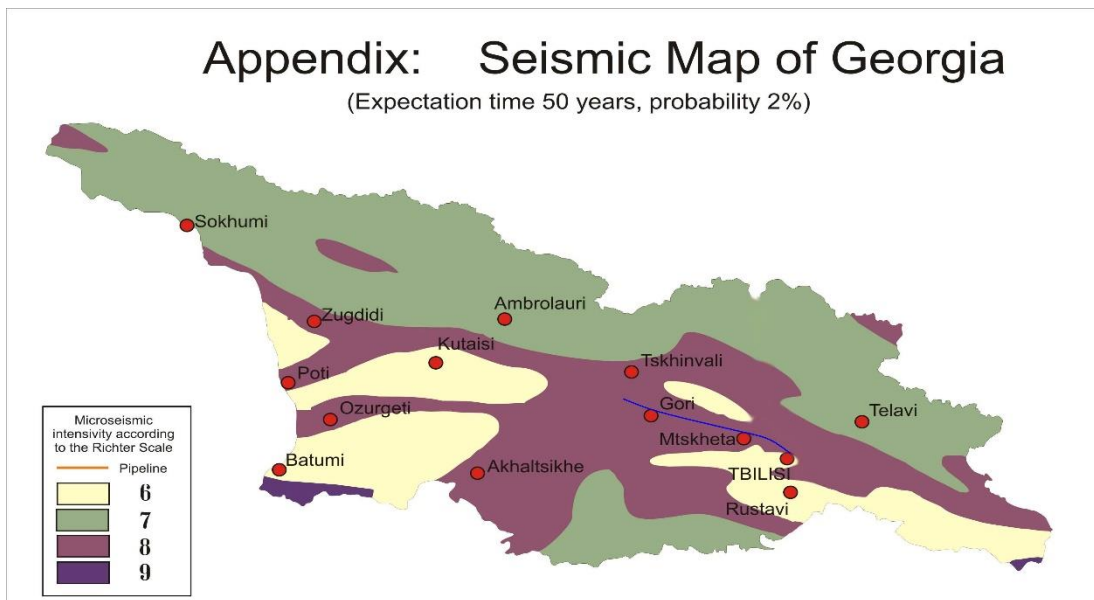 Appendix: Seismic Map of Georgia
(Expectation time 50 years, probability 2%)
Sokhumi
Zugdidi
Ambrolauri
Kutaisi
Tskhinvali
Poti
Gori
Telavi
Ozurgeti
Mtskheta
Batumi
Akhaltsikhe
TBILISI
Rustavi
Microseismic
intensivity according
to the Richter Scale
Pipeline
6
7
8
9